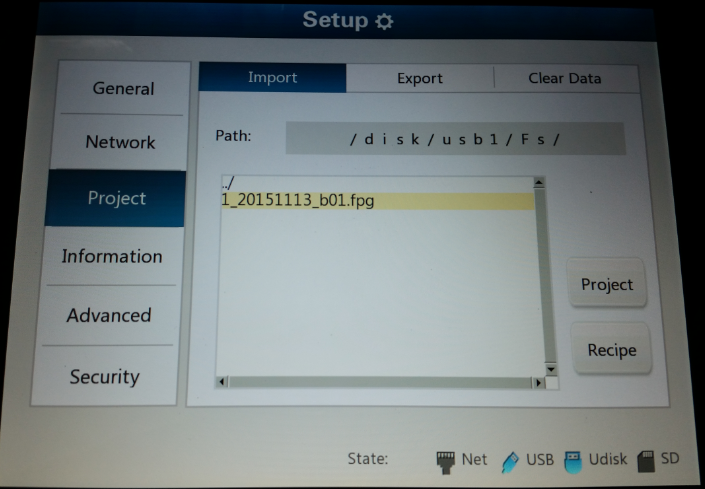 Setup
General
Network
Project
Information
Advanced
Security
Import Export Clear Data
Path: /disk/usb1/Fs/
../
1_20151113_b01.fpg
Project
Recipe
State: Net USB Udisk SD